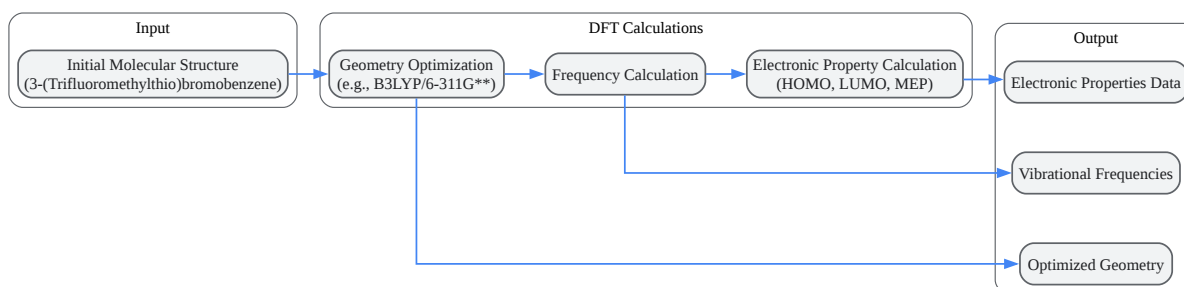 Input
Initial Molecular Structure
(3-(Trifluoromethylthio)bromobenzene)
DFT Calculations
Geometry Optimization
(e.g., B3LYP/6-311G**)
Frequency Calculation
Electronic Property Calculation
(HOMO, LUMO, MEP)
Output
Electronic Properties Data
Vibrational Frequencies
Optimized Geometry